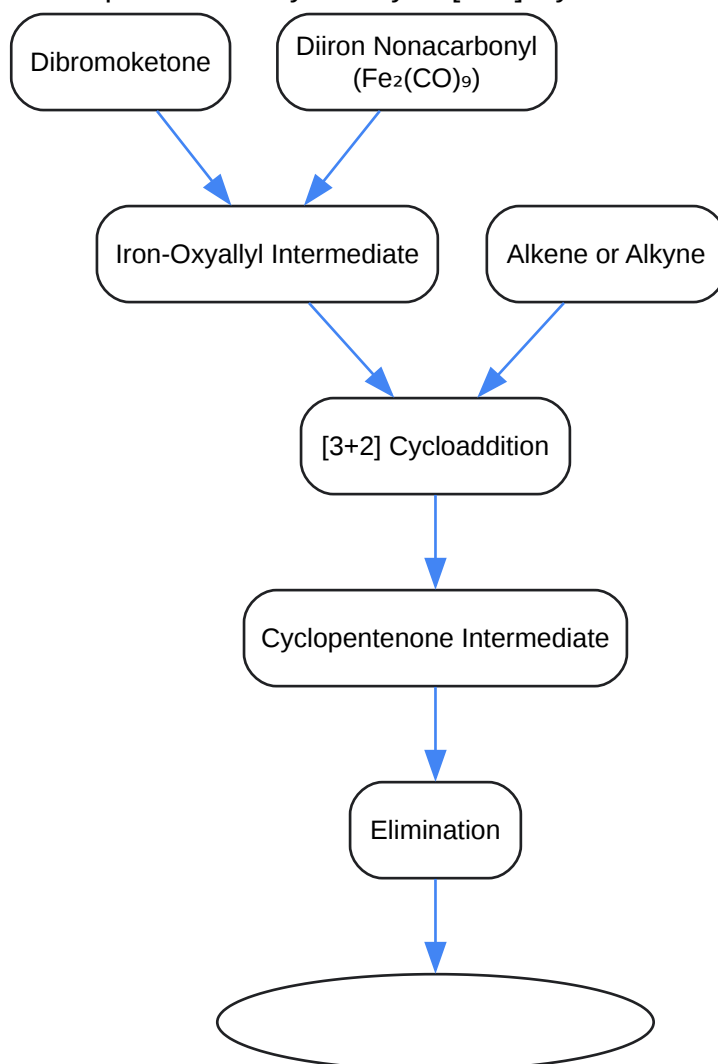 Dibromoketone
Diiron Nonacarbonyl
(Fe₂(CO)₉)
Iron-Oxyallyl Intermediate
Alkene or Alkyne
[3+2] Cycloaddition
Cyclopentenone Intermediate
Elimination